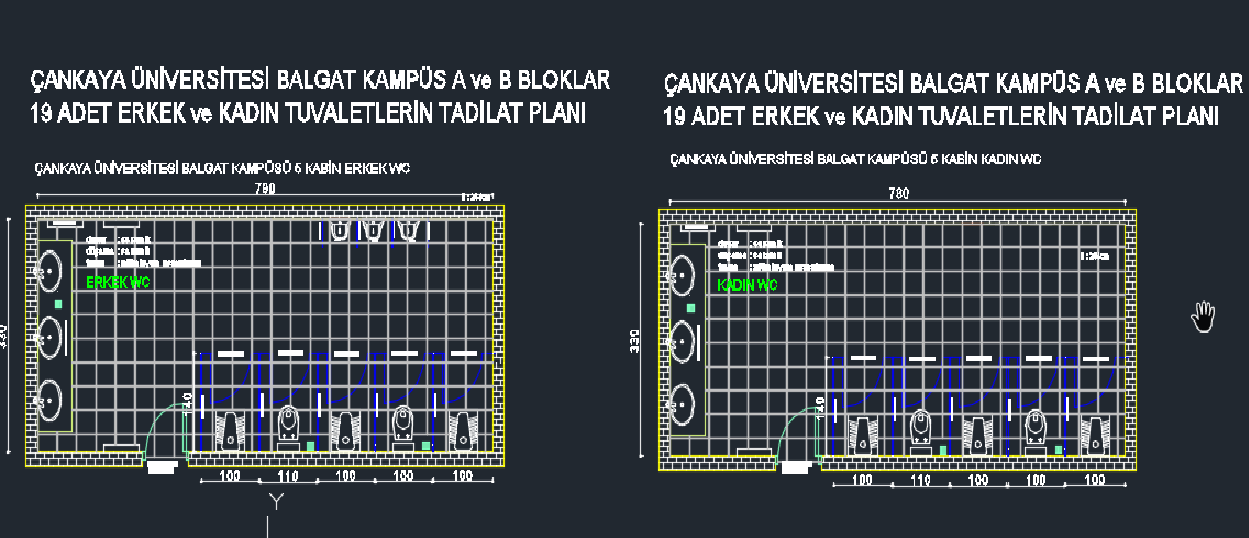 ÇANKAYA ÜNİVERSİTESİ BALGAT KAMPÜS A ve B BLOKLAR
19 ADET ERKEK ve KADIN TUVALETLERİN TADİLAT PLANI
ÇANKAYA ÜNİVERSİTESİ BALGAT KAMPÜSÜ 5 KABİN ERKEK WC
790
ERKEK WC
330
140
100 110 100 100 100
Y
ÇANKAYA ÜNİVERSİTESİ BALGAT KAMPÜS A ve B BLOKLAR
19 ADET ERKEK ve KADIN TUVALETLERİN TADİLAT PLANI
ÇANKAYA ÜNİVERSİTESİ BALGAT KAMPÜSÜ 5 KABİN KADIN WC
780
KADIN WC
330
140
100 110 100 100 100